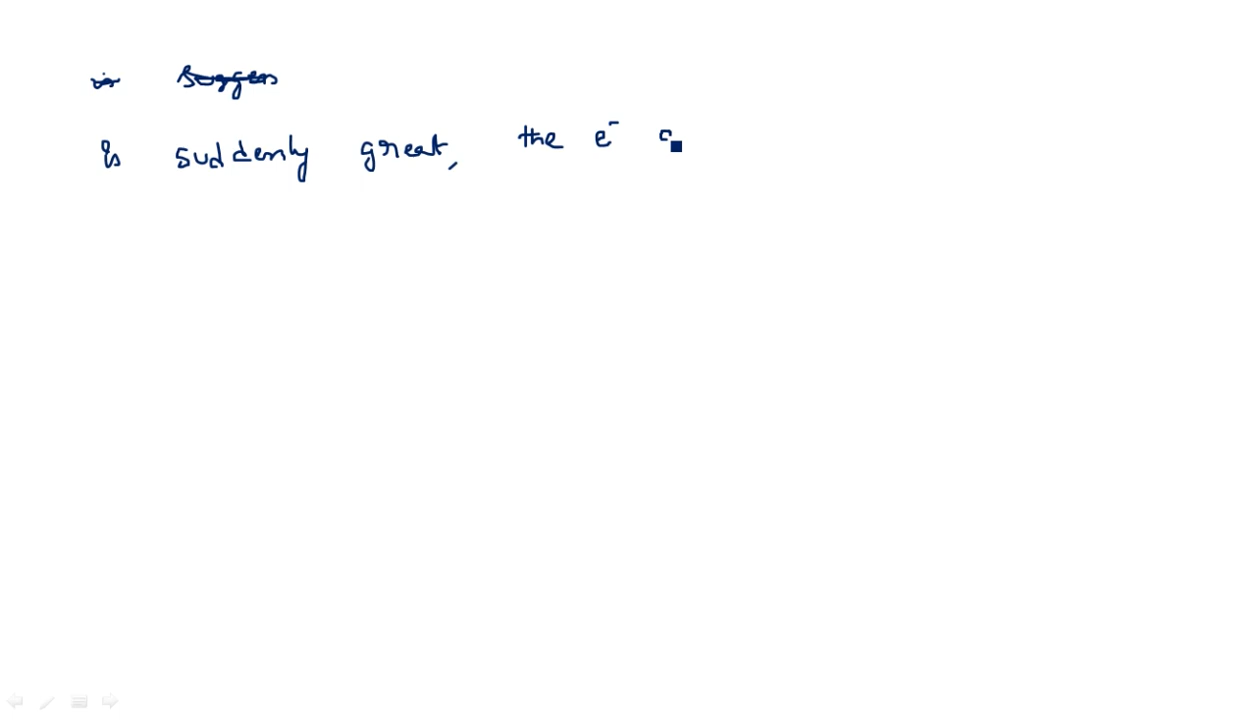 is suddenly great, the e⁻